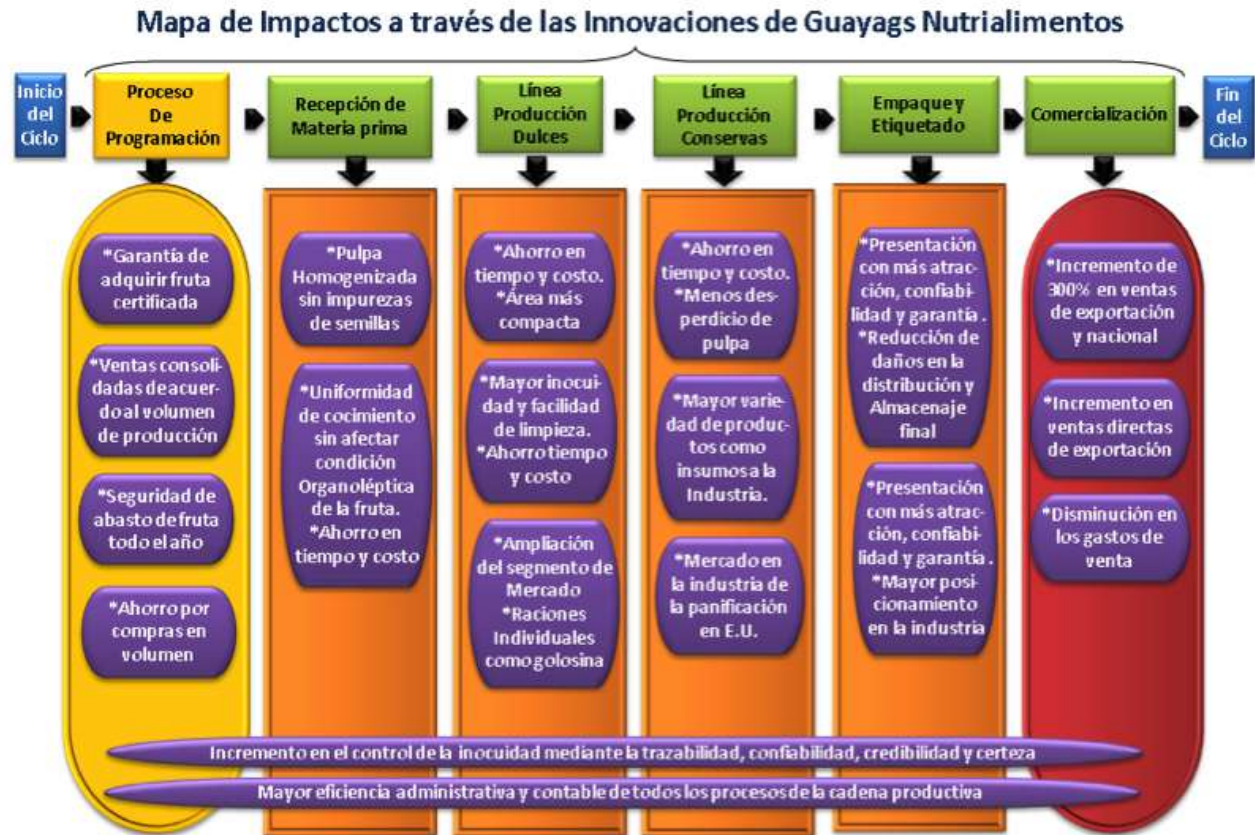 Mapa de Impactos a través de las Innovaciones de Guayags Nutrialimentos
Inicio
del
Ciclo
Proceso
De
Programación
Recepción de
Materia prima
Línea
Producción
Dulces
Línea
Producción
Conservas
Empaque y
Etiquetado
Comercialización
Fin
del
Ciclo
*Garantía de
adquirir fruta
certificada
*Ventas consoli-
dadas de acuer-
do al volumen
de producción
*Seguridad de
abasto de fruta
todo el año
*Ahorro por
compras en
volumen
*Pulpa
Homogenizada
sin impurezas
de semillas
*Uniformidad
de cocimiento
sin afectar
condición
Organoléptica
de la fruta.
*Ahorro en
tiempo y costo
*Ahorro en
tiempo y costo.
*Área más
compacta
*Mayor inocui-
dad y facilidad
de limpieza.
*Ahorro tiempo
y costo
*Ampliación
del segmento de
Mercado
*Raciones
Individuales
como golosina
*Ahorro en
tiempo y costo.
*Menos des-
perdicio de
pulpa
*Mayor varie-
dad de produc-
tos como
insumos a la
Industria.
*Mercado en
la industria de
la panificación
en E.U.
*Presentación
con más atrac-
ción, confiabili-
dad y garantía .
*Reducción de
daños en la
distribución y
Almacenaje
final
*Presentación
con más atrac-
ción, confiabi-
lidad y garantía .
*Mayor posi-
cionamiento
en la industria
*Incremento de
300% en ventas
de exportación
y nacional
*Incremento en
ventas directas
de exportación
*Disminución en
los gastos de
venta
Incremento en el control de la inocuidad mediante la trazabilidad, confiabilidad, credibilidad y certeza
Mayor eficiencia administrativa y contable de todos los procesos de la cadena productiva